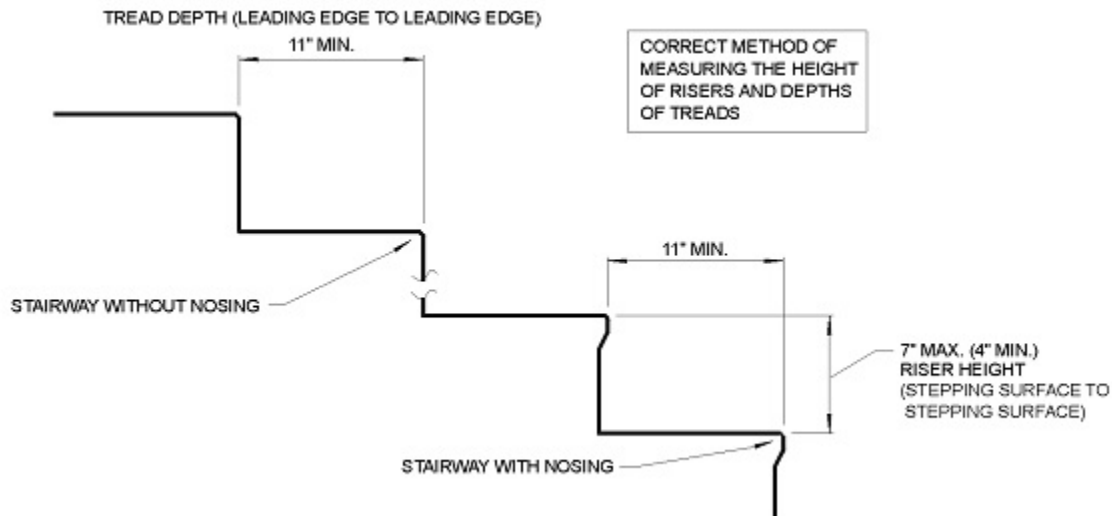 TREAD DEPTH (LEADING EDGE TO LEADING EDGE)
11" MIN.
CORRECT METHOD OF
MEASURING THE HEIGHT
OF RISERS AND DEPTHS
OF TREADS
STAIRWAY WITHOUT NOSING
11" MIN.
7" MAX. (4" MIN.)
RISER HEIGHT
(STEPPING SURFACE TO
STEPPING SURFACE)
STAIRWAY WITH NOSING